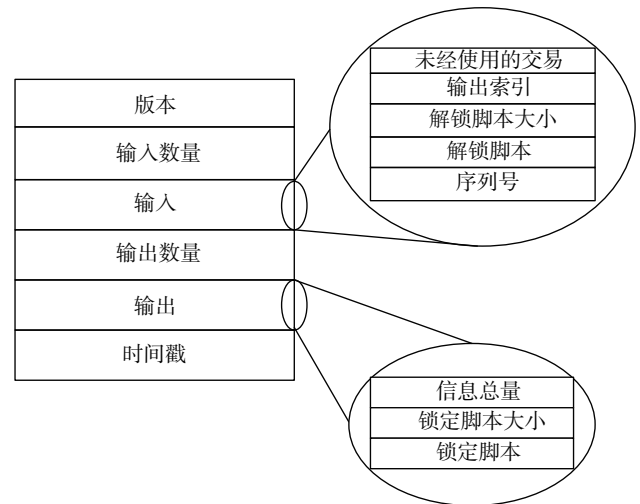 版本
输入数量
输入
输出数量
输出
时间戳
未经使用的交易
输出索引
解锁脚本大小
解锁脚本
序列号
信息总量
锁定脚本大小
锁定脚本